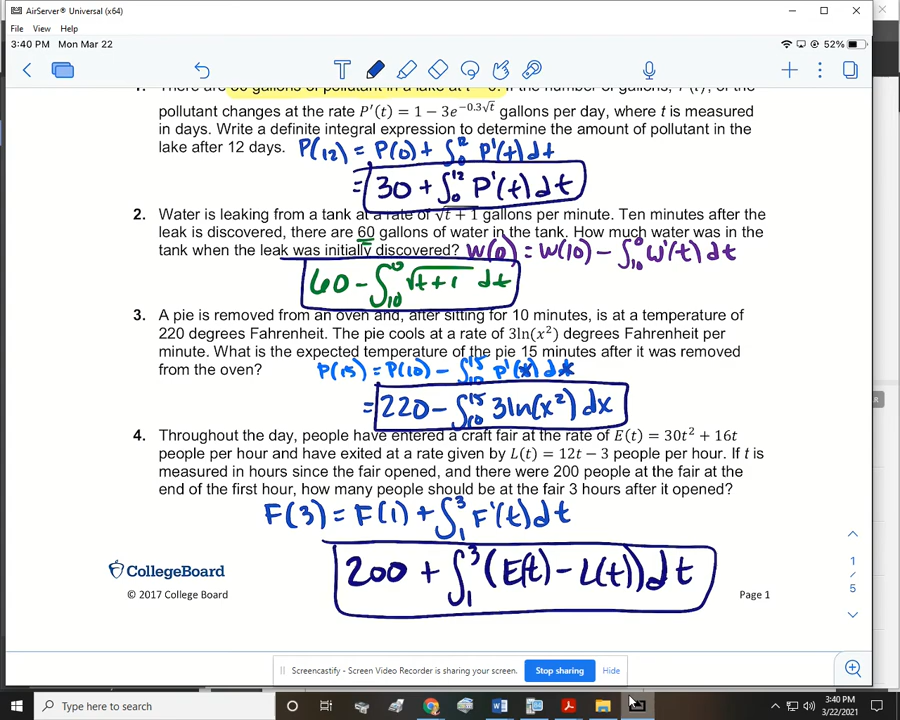 AirServer® Universal (x64)
File View Help
3:40 PM Mon Mar 22
52%
pollutant changes at the rate P′(t) = 1 − 3e^(−0.3√t) gallons per day, where t is measured
in days. Write a definite integral expression to determine the amount of pollutant in the
lake after 12 days. P(12) = P(0) + ∫₀¹² P'(t) dt
= 30 + ∫₀¹² P'(t) dt
2. Water is leaking from a tank at a rate of √t + 1 gallons per minute. Ten minutes after the
leak is discovered, there are 60 gallons of water in the tank. How much water was in the
tank when the leak was initially discovered? W(0) = W(10) − ∫₁₀⁰ W'(t) dt
60 − ∫₁₀⁰ √t+1 dt
3. A pie is removed from an oven and, after sitting for 10 minutes, is at a temperature of
220 degrees Fahrenheit. The pie cools at a rate of 3ln(x²) degrees Fahrenheit per
minute. What is the expected temperature of the pie 15 minutes after it was removed
from the oven? P(15) = P(10) − ∫₁₀¹⁵ P'(x) dx
= 220 − ∫₁₀¹⁵ 3ln(x²) dx
4. Throughout the day, people have entered a craft fair at the rate of E(t) = 30t² + 16t
people per hour and have exited at a rate given by L(t) = 12t − 3 people per hour. If t is
measured in hours since the fair opened, and there were 200 people at the fair at the
end of the first hour, how many people should be at the fair 3 hours after it opened?
F(3) = F(1) + ∫₁³ F'(t) dt
200 + ∫₁³ (E(t) − L(t)) dt
CollegeBoard
© 2017 College Board
Page 1
1
/
5
Screencastify - Screen Video Recorder is sharing your screen. Stop sharing Hide
Type here to search
3:40 PM
3/22/2021